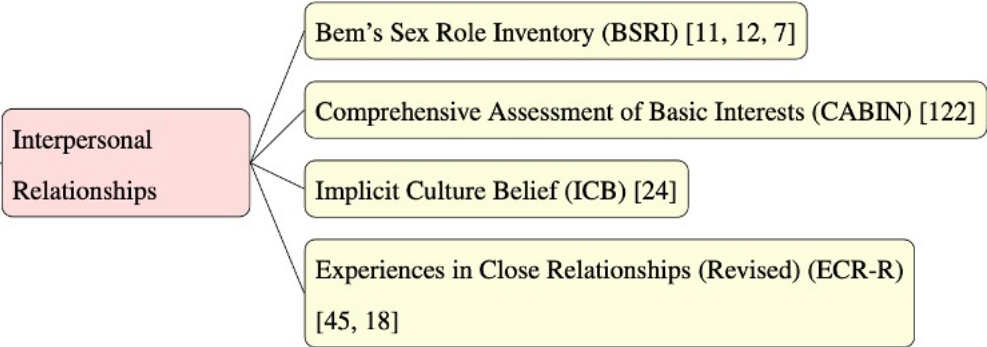 Bem’s Sex Role Inventory (BSRI) [11, 12, 7]
Comprehensive Assessment of Basic Interests (CABIN) [122]
Interpersonal
Relationships
Implicit Culture Belief (ICB) [24]
Experiences in Close Relationships (Revised) (ECR-R)
[45, 18]